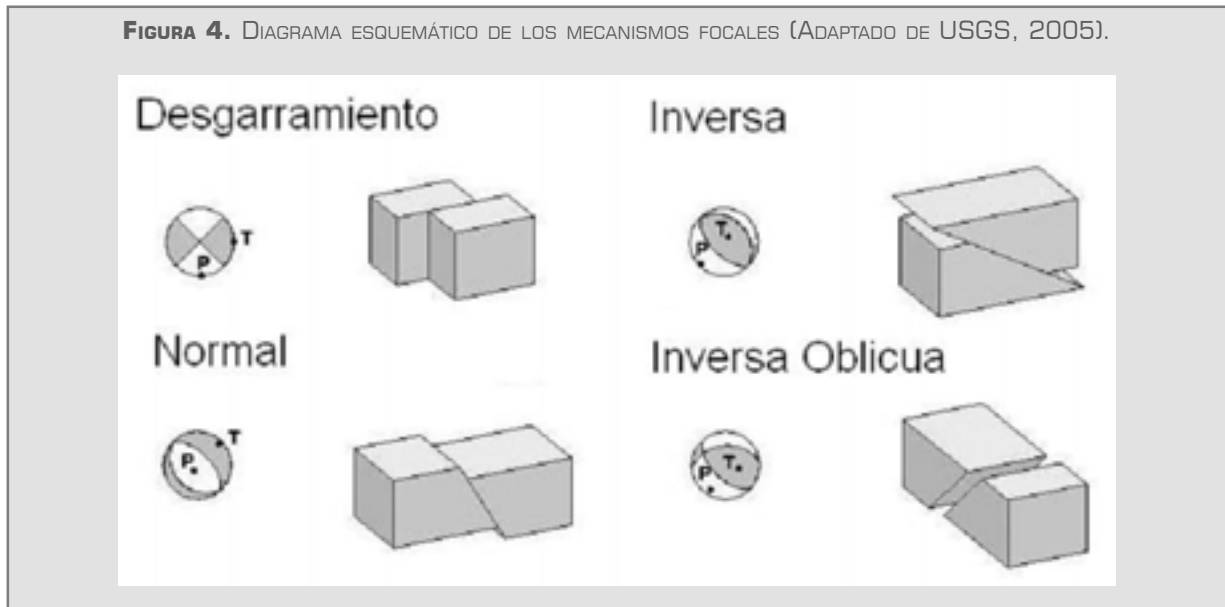 FIGURA 4. DIAGRAMA ESQUEMÁTICO DE LOS MECANISMOS FOCALES (ADAPTADO DE USGS, 2005).
Desgarramiento
T
P
Inversa
T
P
Normal
T
P
Inversa Oblicua
P
T